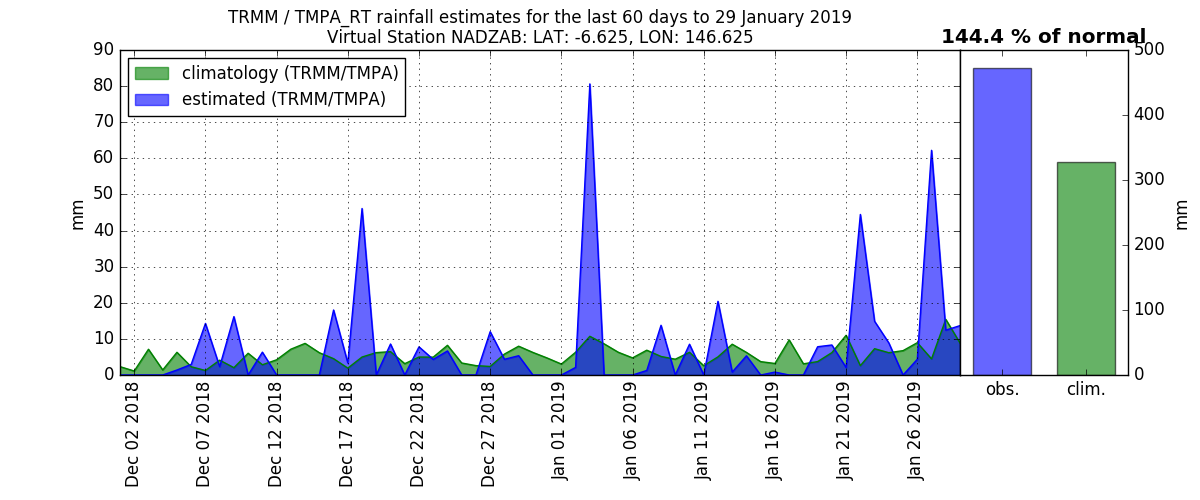 TRMM / TMPA_RT rainfall estimates for the last 60 days to 29 January 2019
Virtual Station NADZAB: LAT: -6.625, LON: 146.625
144.4 % of normal
climatology (TRMM/TMPA)
estimated (TRMM/TMPA)
90
80
70
60
50
40
30
20
10
0
mm
Dec 02 2018
Dec 07 2018
Dec 12 2018
Dec 17 2018
Dec 22 2018
Dec 27 2018
Jan 01 2019
Jan 06 2019
Jan 11 2019
Jan 16 2019
Jan 21 2019
Jan 26 2019
obs.
clim.
500
400
300
200
100
0
mm